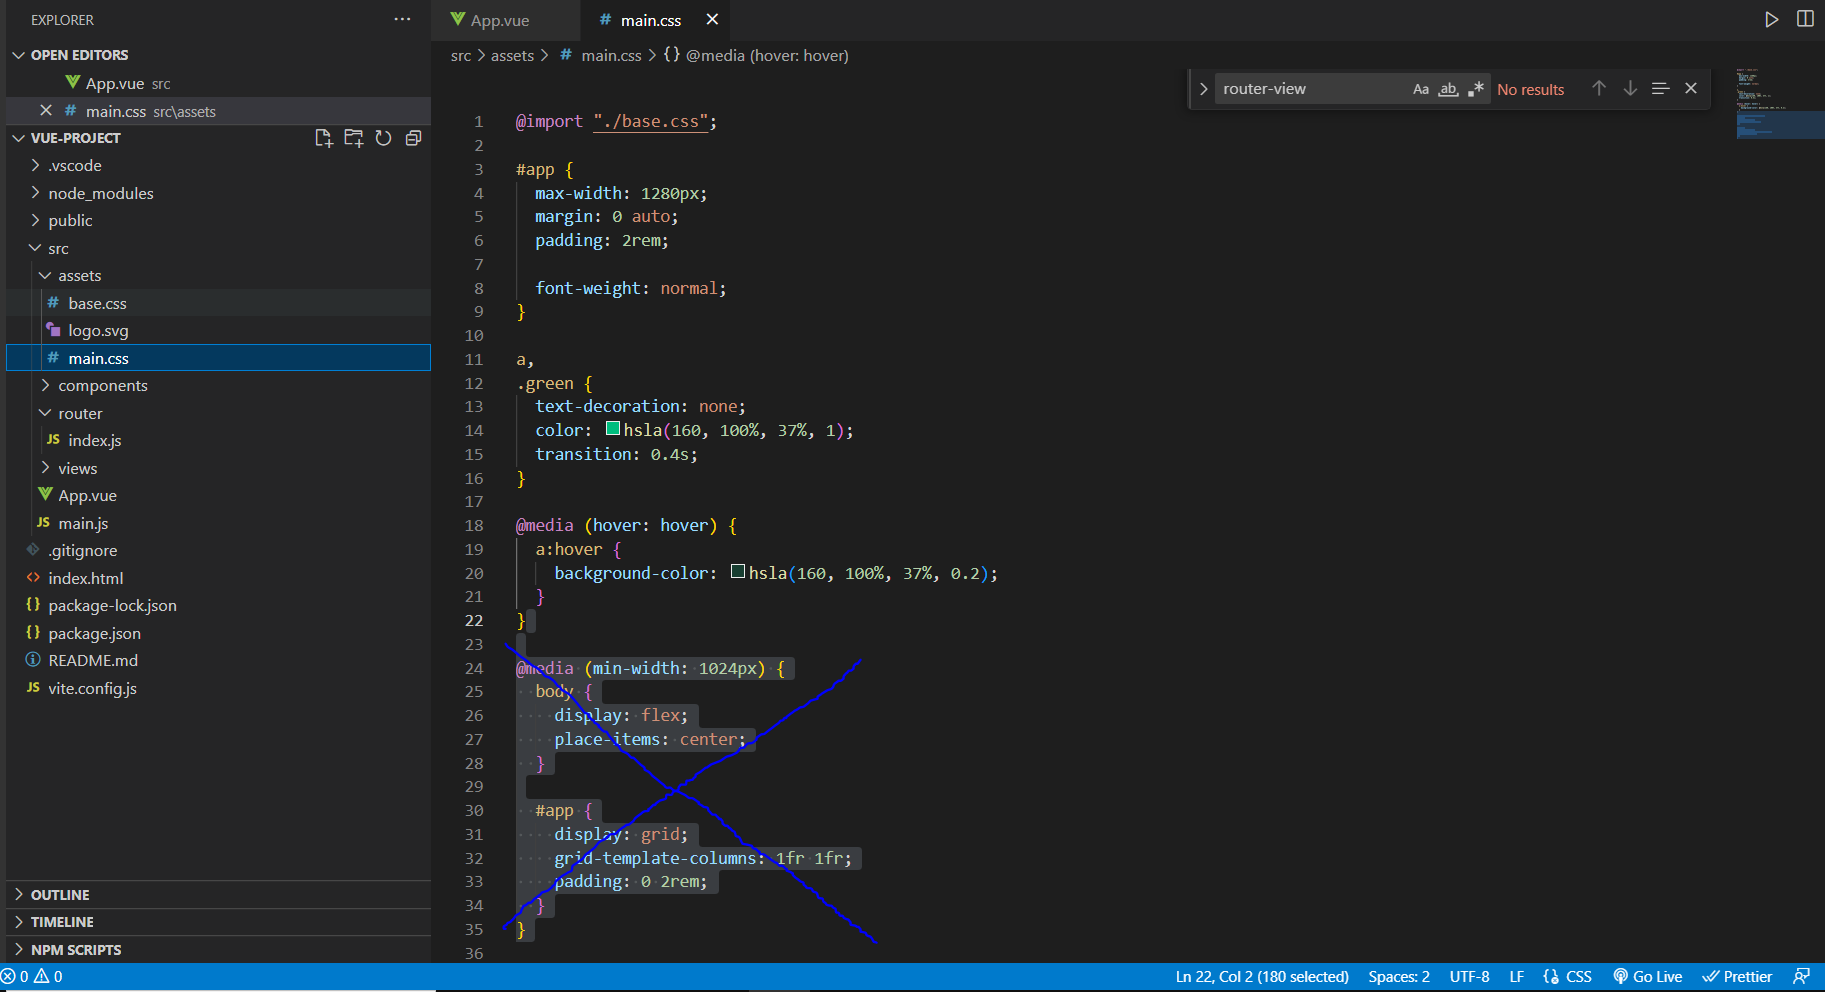 EXPLORER
OPEN EDITORS
App.vue src
main.css src\assets
VUE-PROJECT
.vscode
node_modules
public
src
assets
base.css
logo.svg
main.css
components
router
JS index.js
views
App.vue
JS main.js
.gitignore
index.html
package-lock.json
package.json
README.md
JS vite.config.js
OUTLINE
TIMELINE
NPM SCRIPTS
App.vue
# main.css
src > assets > # main.css > {} @media (hover: hover)
router-view Aa ab .* No results
1 @import "./base.css";
2
3 #app {
4 max-width: 1280px;
5 margin: 0 auto;
6 padding: 2rem;
7
8 font-weight: normal;
9 }
10
11 a,
12 .green {
13 text-decoration: none;
14 color: hsla(160, 100%, 37%, 1);
15 transition: 0.4s;
16 }
17
18 @media (hover: hover) {
19 a:hover {
20 background-color: hsla(160, 100%, 37%, 0.2);
21 }
22 }
23
24 @media (min-width: 1024px) {
25 body {
26 display: flex;
27 place-items: center;
28 }
29
30 #app {
31 display: grid;
32 grid-template-columns: 1fr 1fr;
33 padding: 0 2rem;
34 }
35 }
36
0 0 Ln 22, Col 2 (180 selected) Spaces: 2 UTF-8 LF CSS Go Live Prettier